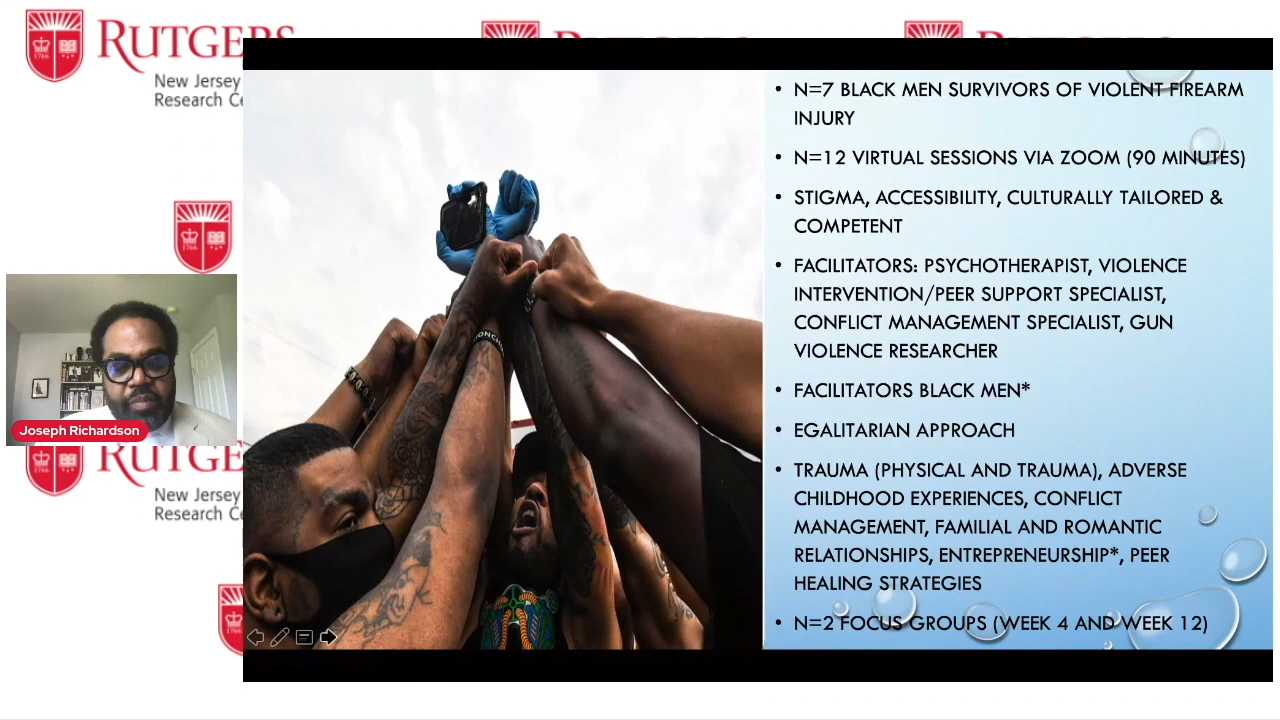 RUTGERS
New Jersey
Research Ce
1766
1766
Joseph Richardson
RUTGE
New Jersey
Research Ce
• N=7 BLACK MEN SURVIVORS OF VIOLENT FIREARM
INJURY
• N=12 VIRTUAL SESSIONS VIA ZOOM (90 MINUTES)
• STIGMA, ACCESSIBILITY, CULTURALLY TAILORED &
COMPETENT
• FACILITATORS: PSYCHOTHERAPIST, VIOLENCE
INTERVENTION/PEER SUPPORT SPECIALIST,
CONFLICT MANAGEMENT SPECIALIST, GUN
VIOLENCE RESEARCHER
• FACILITATORS BLACK MEN*
• EGALITARIAN APPROACH
• TRAUMA (PHYSICAL AND TRAUMA), ADVERSE
CHILDHOOD EXPERIENCES, CONFLICT
MANAGEMENT, FAMILIAL AND ROMANTIC
RELATIONSHIPS, ENTREPRENEURSHIP*, PEER
HEALING STRATEGIES
• N=2 FOCUS GROUPS (WEEK 4 AND WEEK 12)